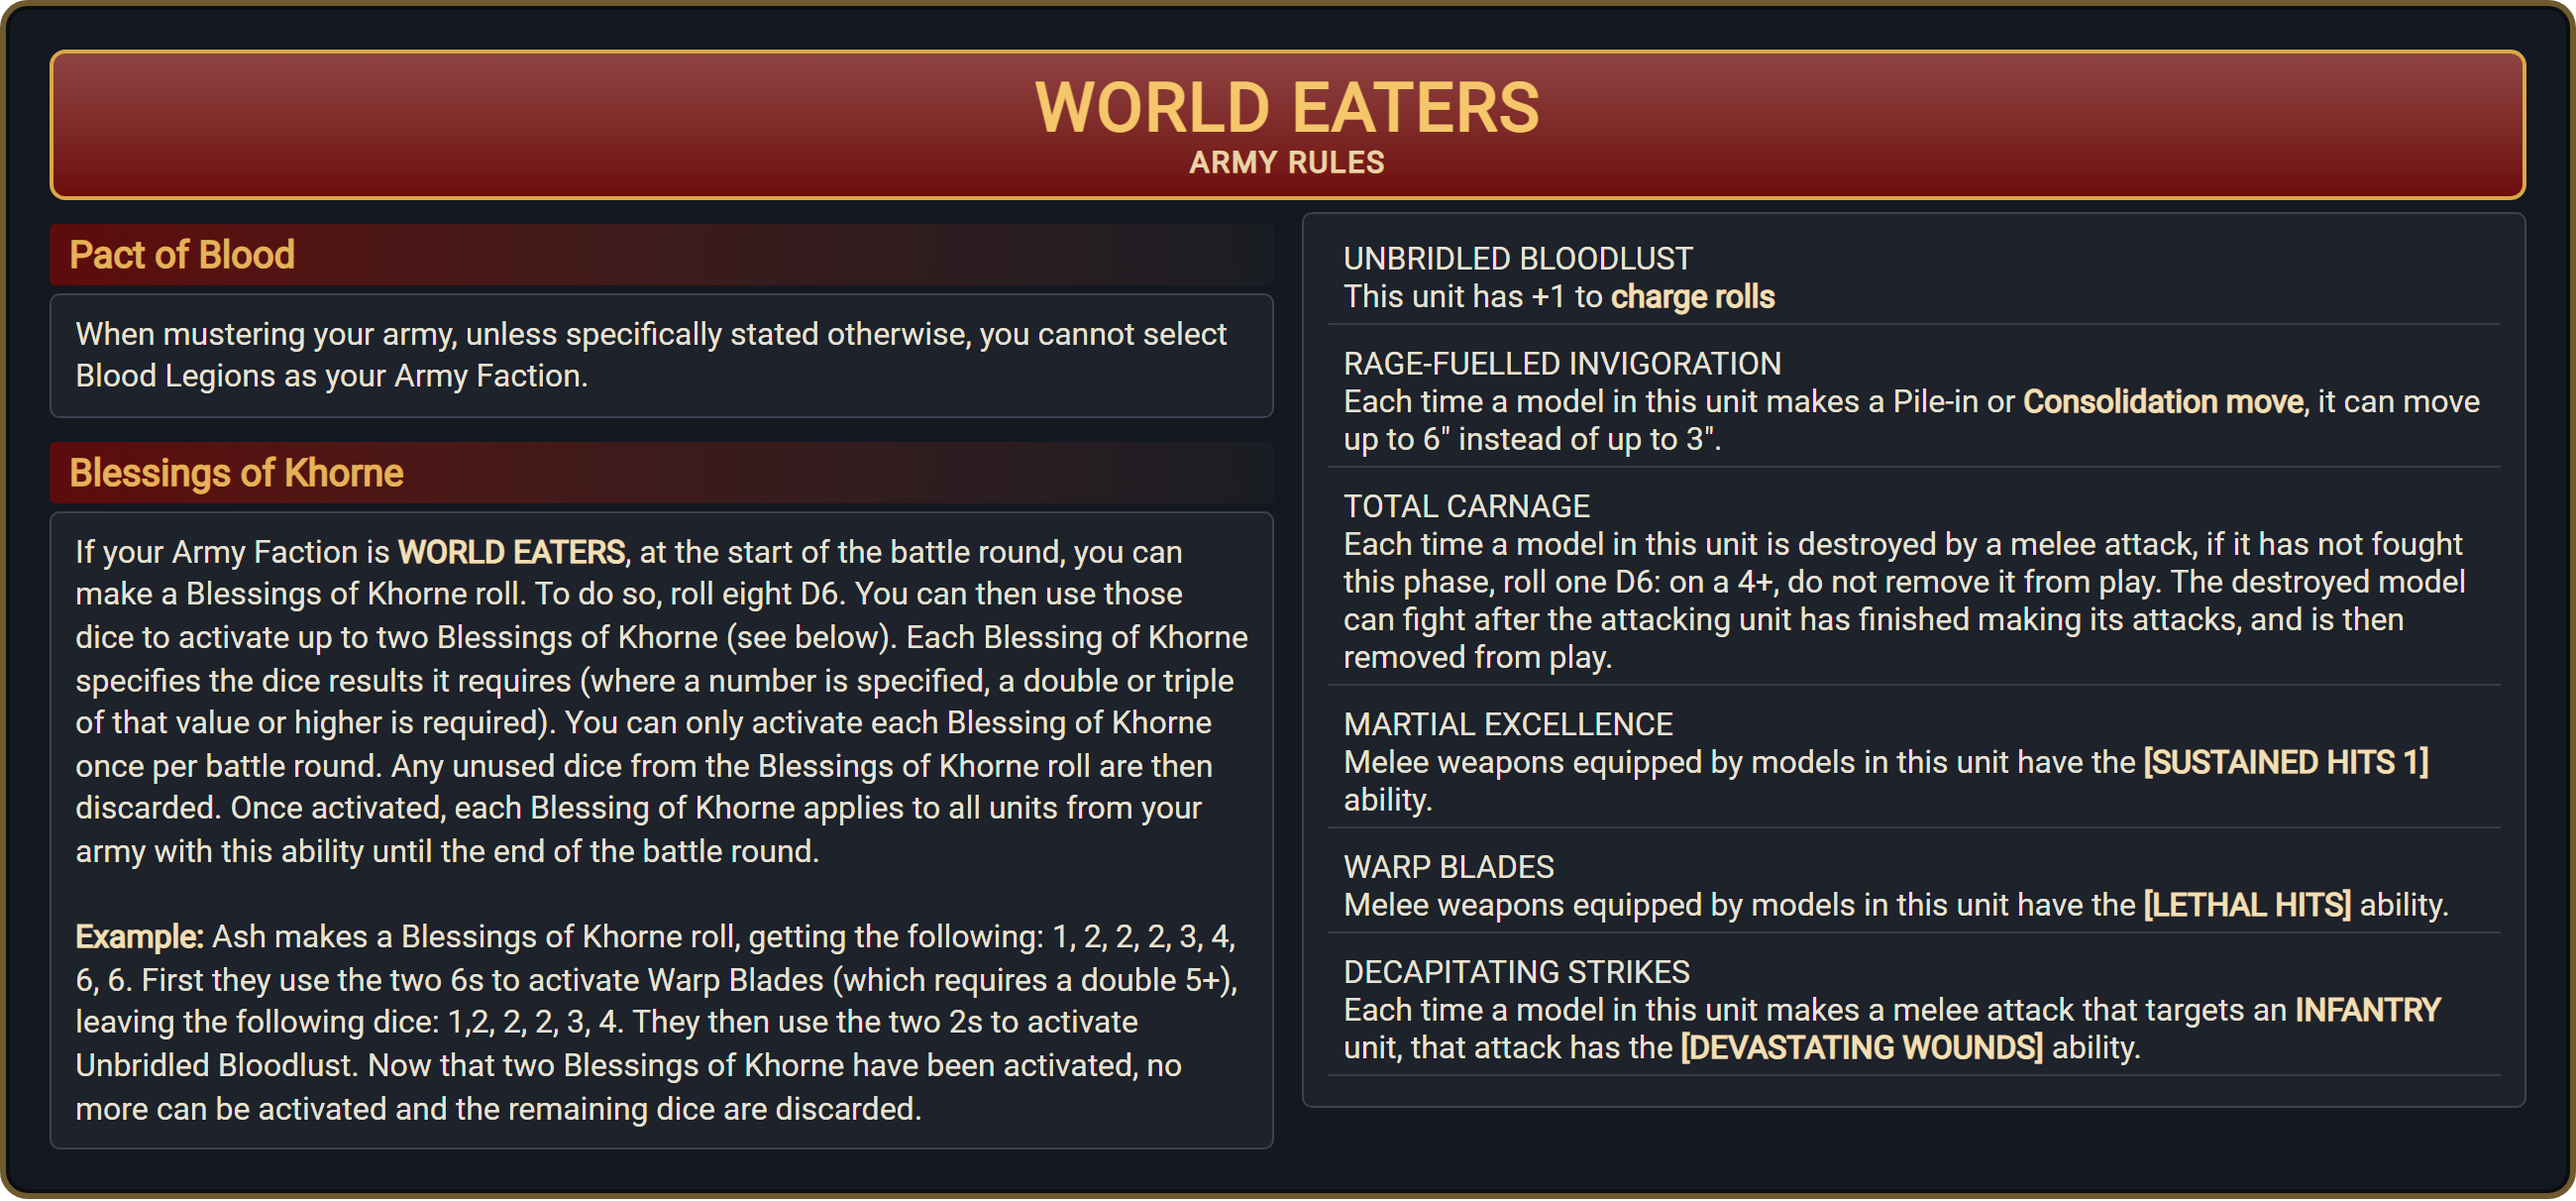 WORLD EATERS
ARMY RULES
Pact of Blood
When mustering your army, unless specifically stated otherwise, you cannot select
Blood Legions as your Army Faction.
Blessings of Khorne
If your Army Faction is WORLD EATERS, at the start of the battle round, you can
make a Blessings of Khorne roll. To do so, roll eight D6. You can then use those
dice to activate up to two Blessings of Khorne (see below). Each Blessing of Khorne
specifies the dice results it requires (where a number is specified, a double or triple
of that value or higher is required). You can only activate each Blessing of Khorne
once per battle round. Any unused dice from the Blessings of Khorne roll are then
discarded. Once activated, each Blessing of Khorne applies to all units from your
army with this ability until the end of the battle round.
Example: Ash makes a Blessings of Khorne roll, getting the following: 1, 2, 2, 2, 3, 4,
6, 6. First they use the two 6s to activate Warp Blades (which requires a double 5+),
leaving the following dice: 1,2, 2, 2, 3, 4. They then use the two 2s to activate
Unbridled Bloodlust. Now that two Blessings of Khorne have been activated, no
more can be activated and the remaining dice are discarded.
UNBRIDLED BLOODLUST
This unit has +1 to charge rolls
RAGE-FUELLED INVIGORATION
Each time a model in this unit makes a Pile-in or Consolidation move, it can move
up to 6" instead of up to 3".
TOTAL CARNAGE
Each time a model in this unit is destroyed by a melee attack, if it has not fought
this phase, roll one D6: on a 4+, do not remove it from play. The destroyed model
can fight after the attacking unit has finished making its attacks, and is then
removed from play.
MARTIAL EXCELLENCE
Melee weapons equipped by models in this unit have the [SUSTAINED HITS 1]
ability.
WARP BLADES
Melee weapons equipped by models in this unit have the [LETHAL HITS] ability.
DECAPITATING STRIKES
Each time a model in this unit makes a melee attack that targets an INFANTRY
unit, that attack has the [DEVASTATING WOUNDS] ability.